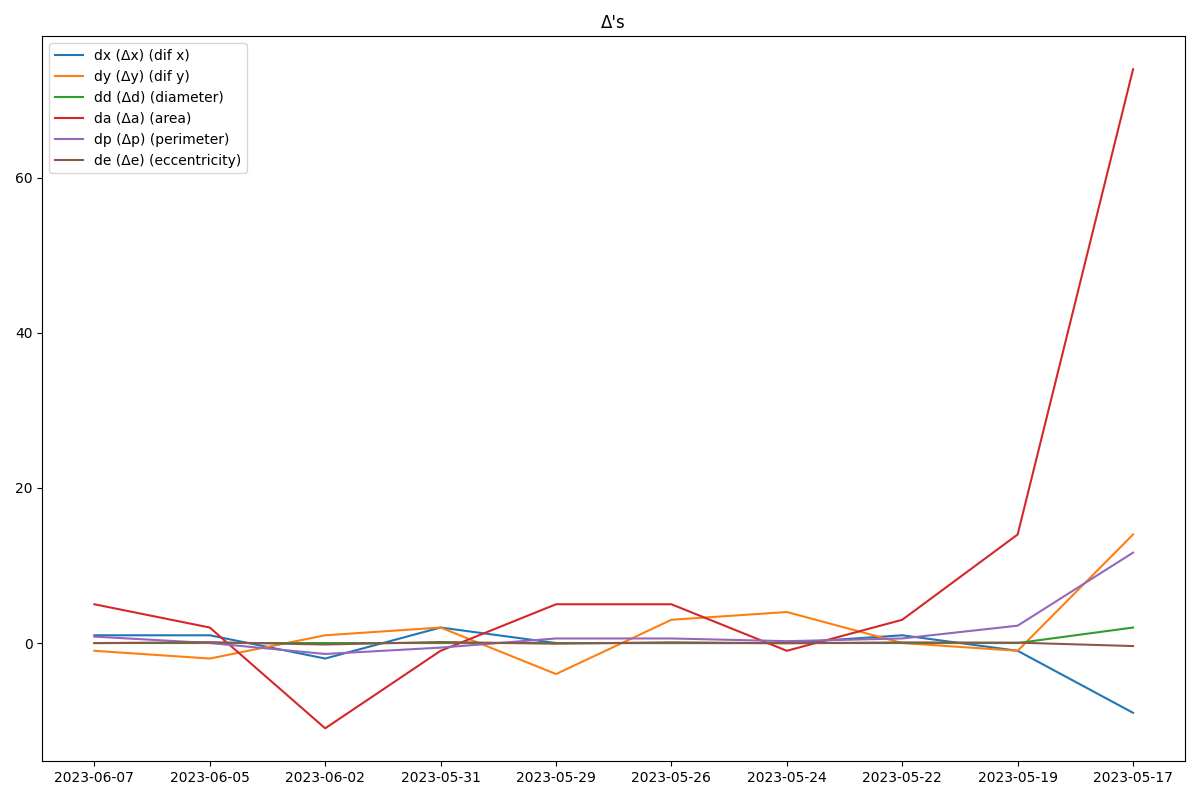 Δ's
dx (Δx) (dif x)
dy (Δy) (dif y)
dd (Δd) (diameter)
da (Δa) (area)
dp (Δp) (perimeter)
de (Δe) (eccentricity)
60
40
20
0
2023-06-07 2023-06-05 2023-06-02 2023-05-31 2023-05-29 2023-05-26 2023-05-24 2023-05-22 2023-05-19 2023-05-17